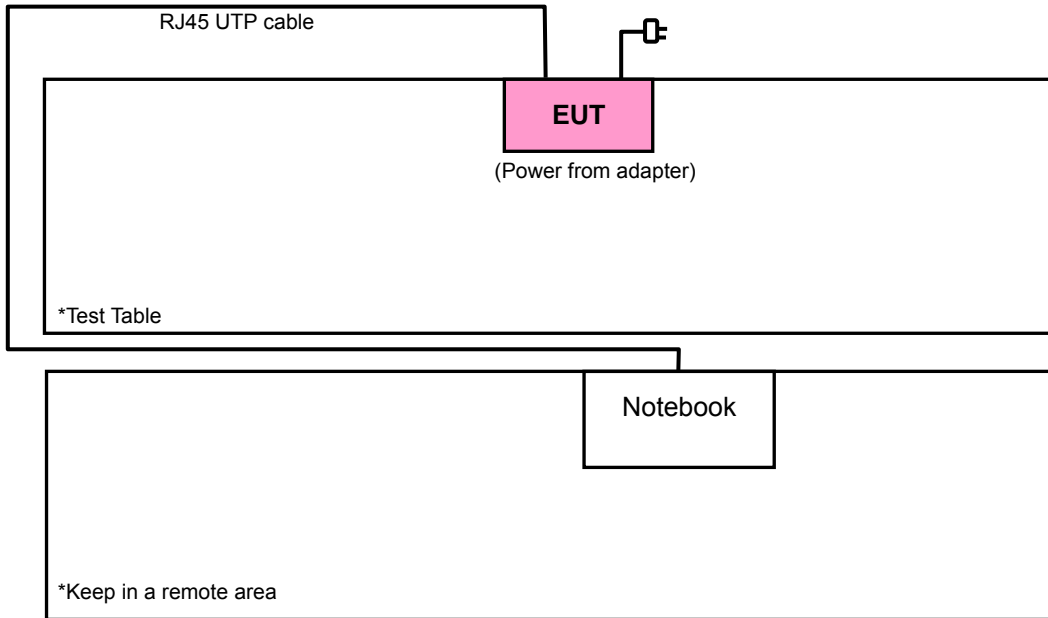 RJ45 UTP cable
EUT
(Power from adapter)
*Test Table
Notebook
*Keep in a remote area